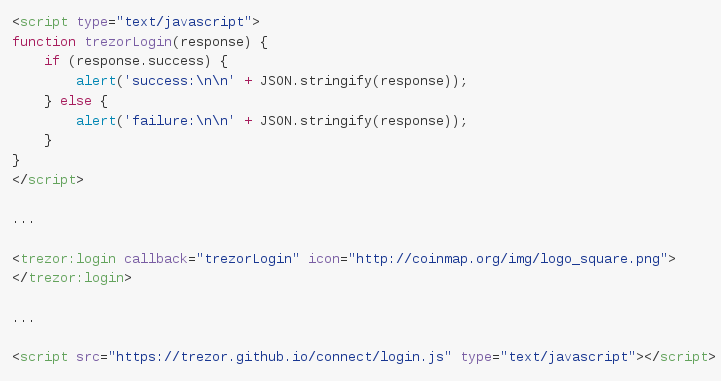 <script type="text/javascript">
function trezorLogin(response) {
    if (response.success) {
        alert('success:\n\n' + JSON.stringify(response));
    } else {
        alert('failure:\n\n' + JSON.stringify(response));
    }
}
</script>
...
<trezor:login callback="trezorLogin" icon="http://coinmap.org/img/logo_square.png">
</trezor:login>
...
<script src="https://trezor.github.io/connect/login.js" type="text/javascript"></script>